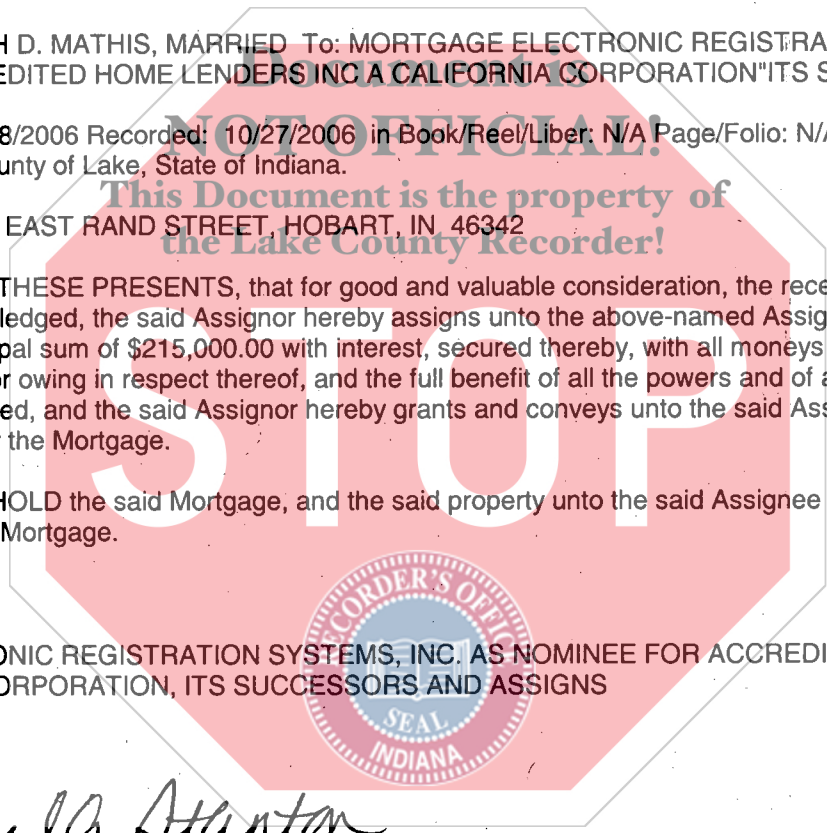 H D. MATHIS, MARRIED To: MORTGAGE ELECTRONIC REGISTRA
EDITED HOME LENDERS INC A CALIFORNIA CORPORATION"ITS S
Document is
8/2006 Recorded: 10/27/2006 in Book/Reel/Liber: N/A Page/Folio: N/A
NOT OFFICIAL!
unty of Lake, State of Indiana.
This Document is the property of
EAST RAND STREET, HOBART, IN 46342
the Lake County Recorder!
THESE PRESENTS, that for good and valuable consideration, the rece
ledged, the said Assignor hereby assigns unto the above-named Assig
pal sum of $215,000.00 with interest, secured thereby, with all moneys
r owing in respect thereof, and the full benefit of all the powers and of a
ed, and the said Assignor hereby grants and conveys unto the said Ass
the Mortgage.
STOP
HOLD the said Mortgage, and the said property unto the said Assignee
Mortgage.
RECORDER'S OFFICE
ONIC REGISTRATION SYSTEMS, INC. AS NOMINEE FOR ACCREDI
ORPORATION, ITS SUCCESSORS AND ASSIGNS
SEAL
INDIANA